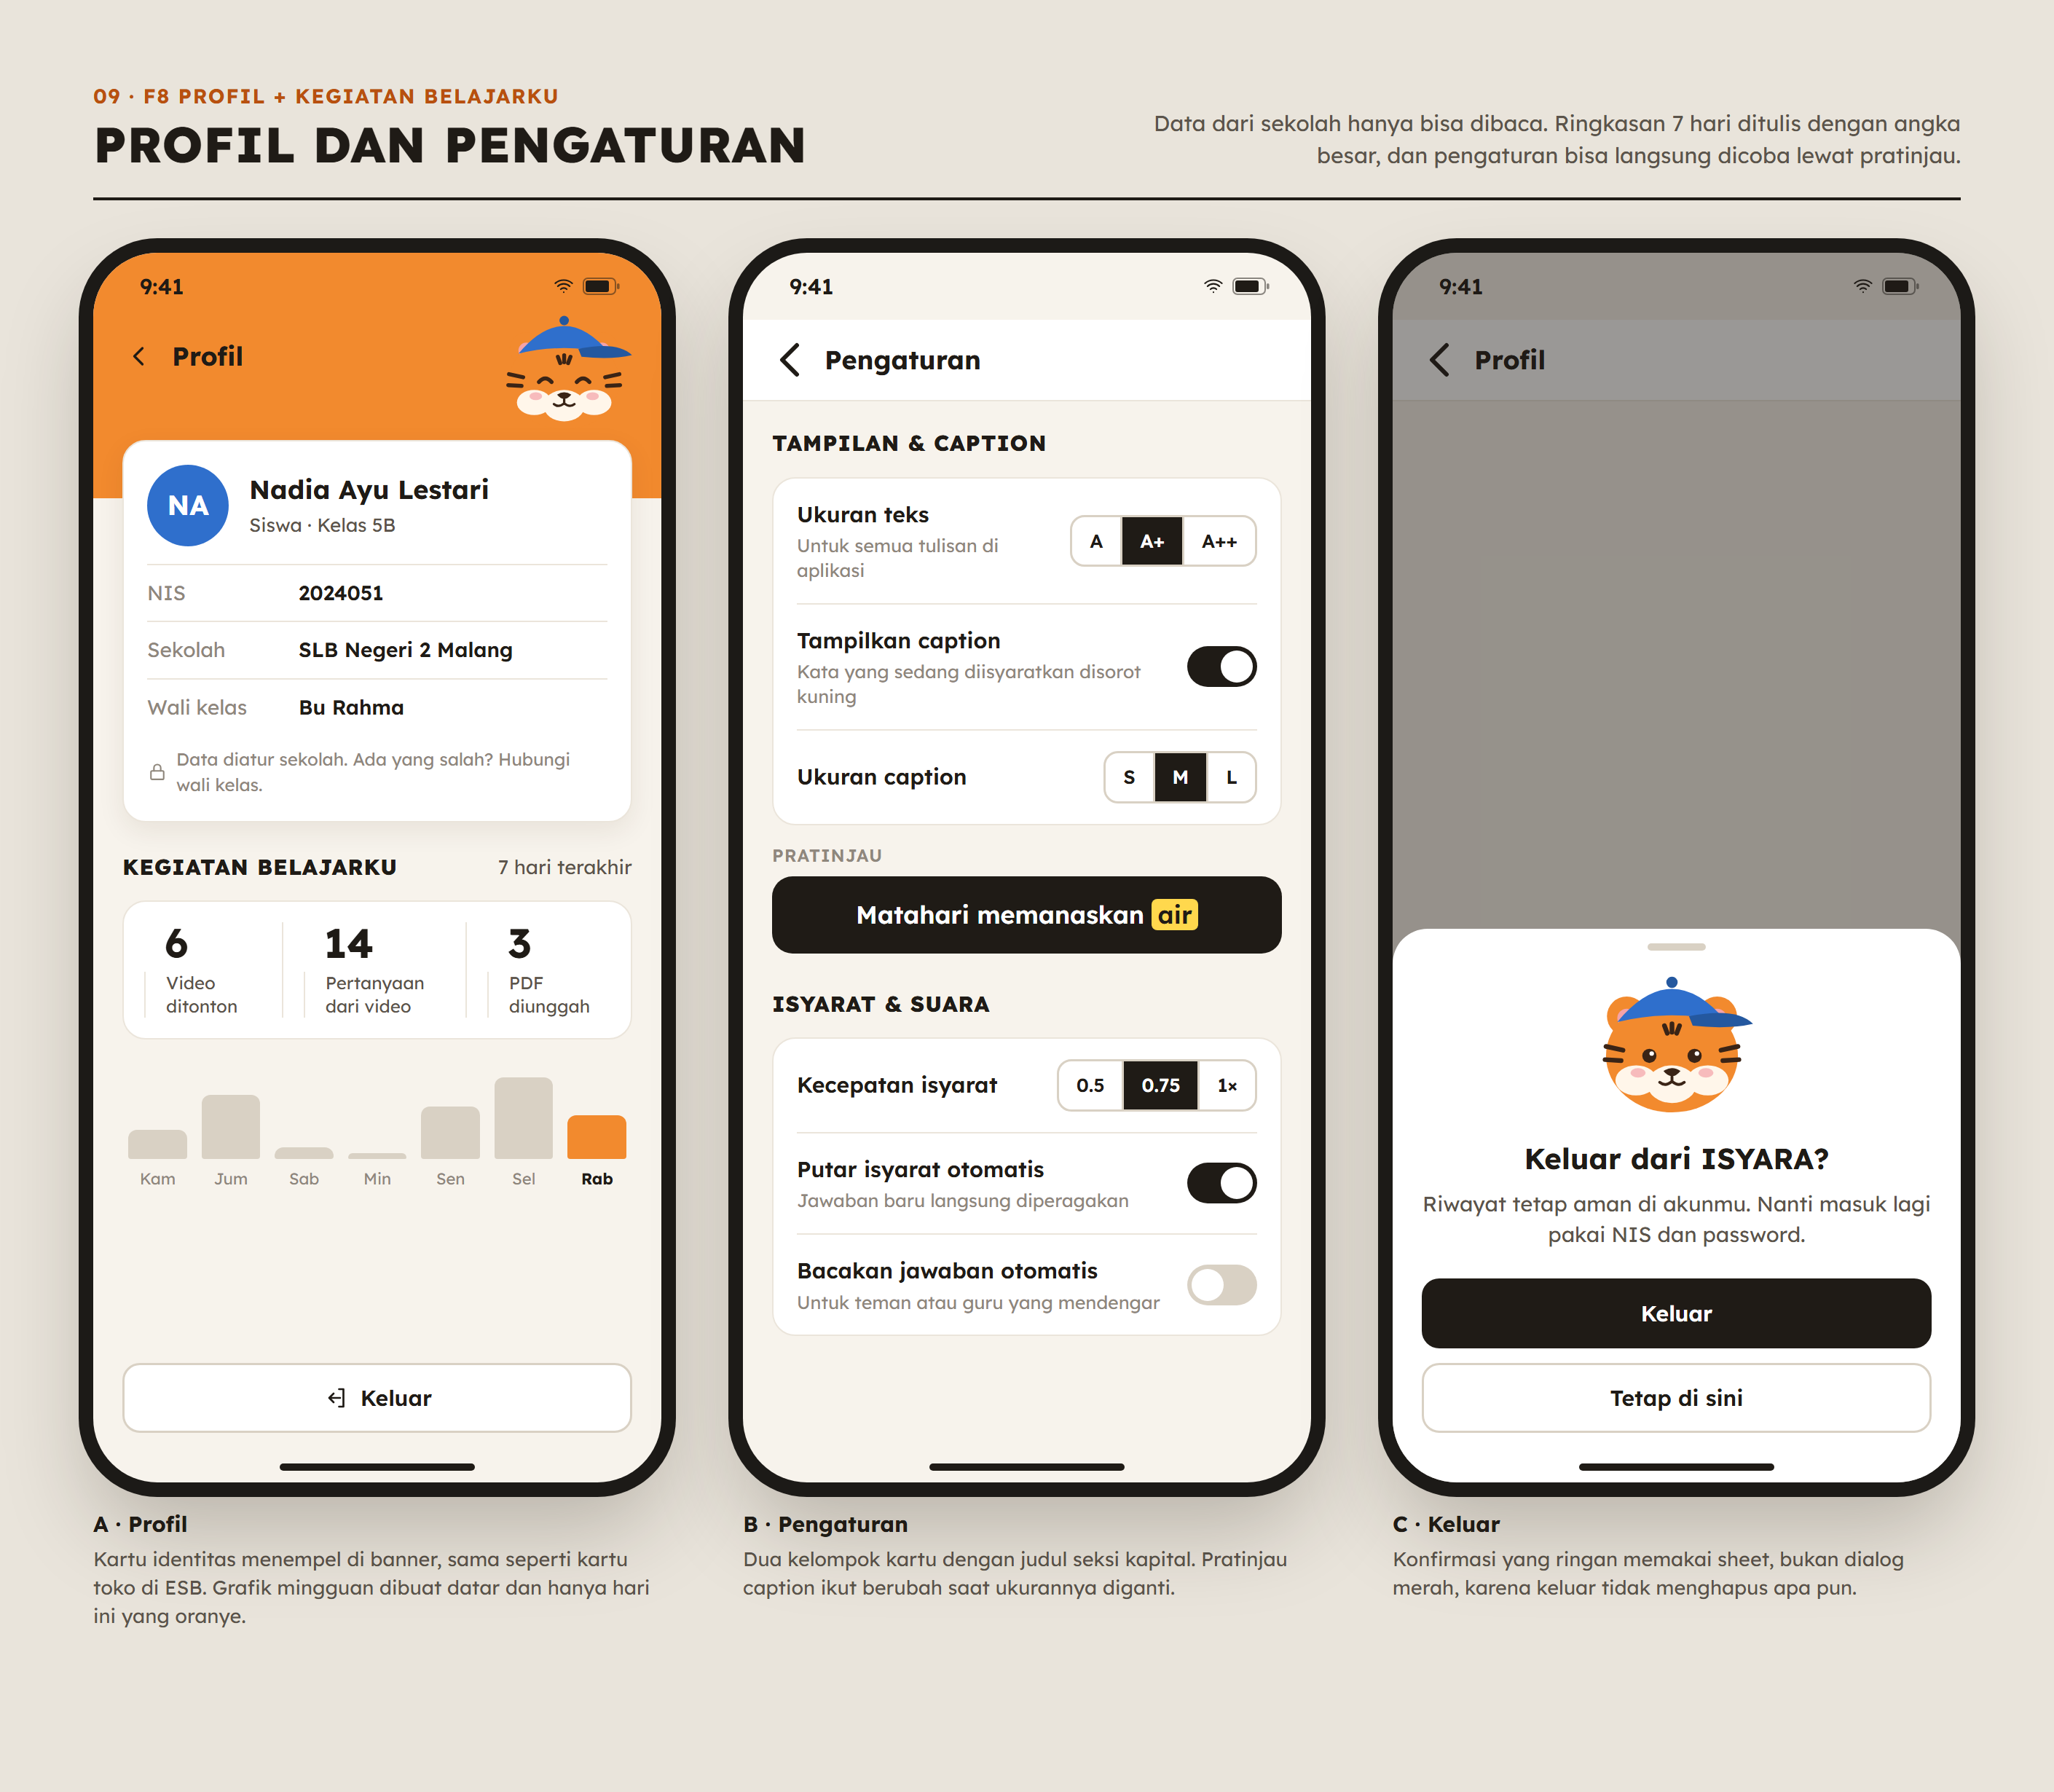 09 · F8 PROFIL + KEGIATAN BELAJARKU
PROFIL DAN PENGATURAN
Data dari sekolah hanya bisa dibaca. Ringkasan 7 hari ditulis dengan angka
besar, dan pengaturan bisa langsung dicoba lewat pratinjau.
9:41
Profil
NA
Nadia Ayu Lestari
Siswa · Kelas 5B
NIS 2024051
Sekolah SLB Negeri 2 Malang
Wali kelas Bu Rahma
Data diatur sekolah. Ada yang salah? Hubungi
wali kelas.
KEGIATAN BELAJARKU 7 hari terakhir
6
Video
ditonton
14
Pertanyaan
dari video
3
PDF
diunggah
Kam Jum Sab Min Sen Sel Rab
Keluar
9:41
Pengaturan
TAMPILAN & CAPTION
Ukuran teks
Untuk semua tulisan di
aplikasi
A A+ A++
Tampilkan caption
Kata yang sedang diisyaratkan disorot
kuning
Ukuran caption
S M L
PRATINJAU
Matahari memanaskan air
ISYARAT & SUARA
Kecepatan isyarat
0.5 0.75 1×
Putar isyarat otomatis
Jawaban baru langsung diperagakan
Bacakan jawaban otomatis
Untuk teman atau guru yang mendengar
9:41
Profil
Keluar dari ISYARA?
Riwayat tetap aman di akunmu. Nanti masuk lagi
pakai NIS dan password.
Keluar
Tetap di sini
A · Profil
Kartu identitas menempel di banner, sama seperti kartu
toko di ESB. Grafik mingguan dibuat datar dan hanya hari
ini yang oranye.
B · Pengaturan
Dua kelompok kartu dengan judul seksi kapital. Pratinjau
caption ikut berubah saat ukurannya diganti.
C · Keluar
Konfirmasi yang ringan memakai sheet, bukan dialog
merah, karena keluar tidak menghapus apa pun.